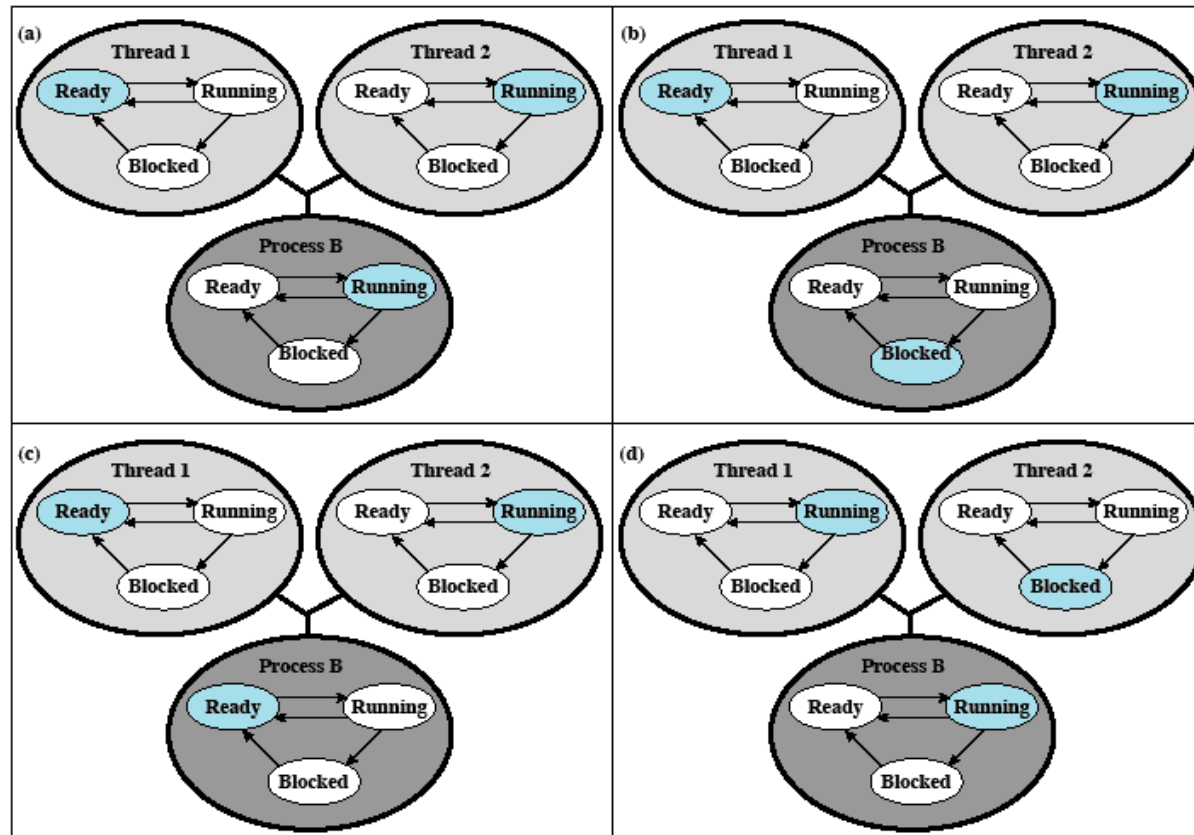 (a)
Thread 1
Thread 2
Ready
Running
Ready
Running
Blocked
Blocked
Process B
Ready
Running
Blocked
(b)
Thread 1
Thread 2
Ready
Running
Ready
Running
Blocked
Blocked
Process B
Ready
Running
Blocked
(c)
Thread 1
Thread 2
Ready
Running
Ready
Running
Blocked
Blocked
Process B
Ready
Running
Blocked
(d)
Thread 1
Thread 2
Ready
Running
Ready
Running
Blocked
Blocked
Process B
Ready
Running
Blocked